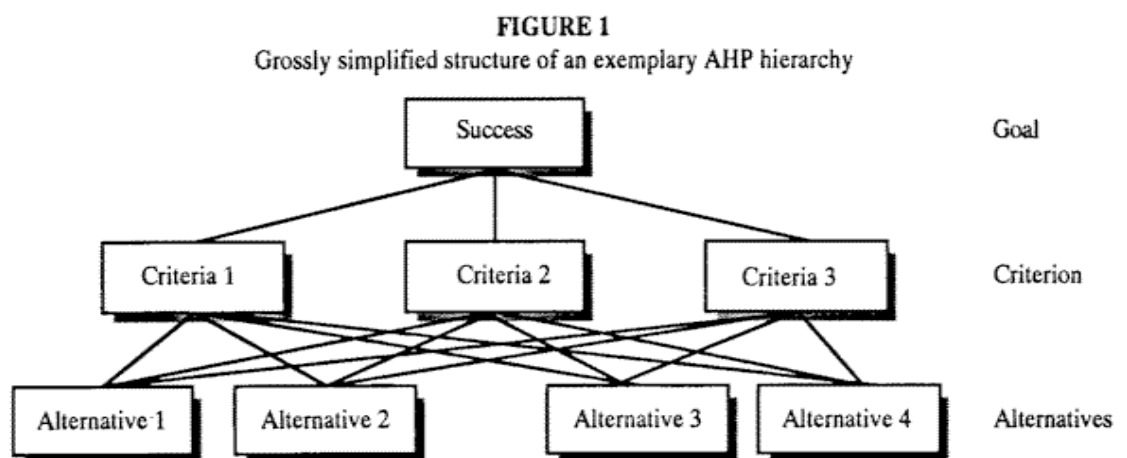 FIGURE 1
Grossly simplified structure of an exemplary AHP hierarchy
Success
Goal
Criteria 1
Criteria 2
Criteria 3
Criterion
Alternative 1
Alternative 2
Alternative 3
Alternative 4
Alternatives